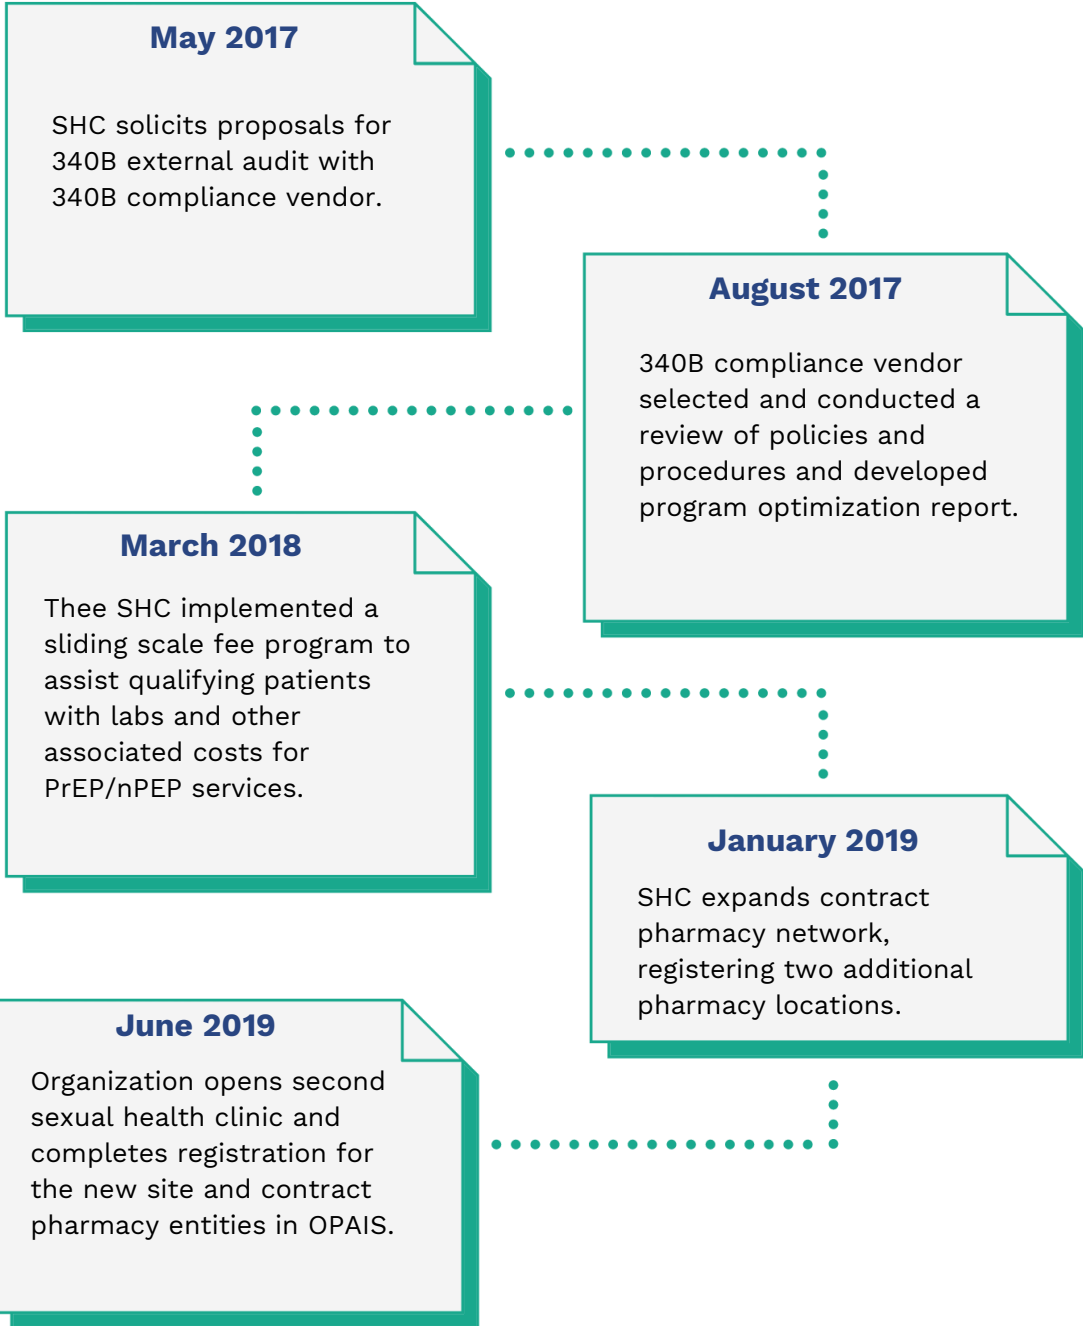 May 2017
SHC solicits proposals for
340B external audit with
340B compliance vendor.
August 2017
340B compliance vendor
selected and conducted a
review of policies and
procedures and developed
program optimization report.
March 2018
Thee SHC implemented a
sliding scale fee program to
assist qualifying patients
with labs and other
associated costs for
PrEP/nPEP services.
January 2019
SHC expands contract
pharmacy network,
registering two additional
pharmacy locations.
June 2019
Organization opens second
sexual health clinic and
completes registration for
the new site and contract
pharmacy entities in OPAIS.